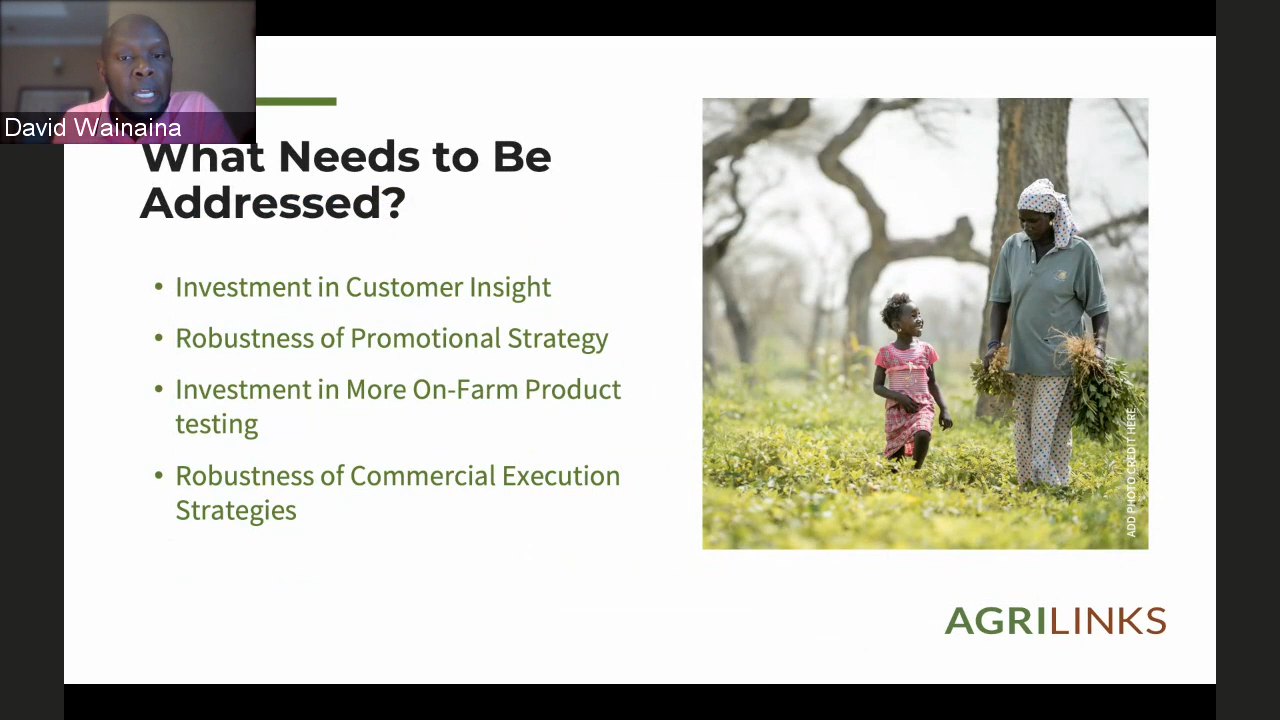 David Wainaina
What Needs to Be
Addressed?
• Investment in Customer Insight
• Robustness of Promotional Strategy
• Investment in More On-Farm Product
testing
• Robustness of Commercial Execution
Strategies
ADD PHOTO CREDIT HERE
AGRILINKS